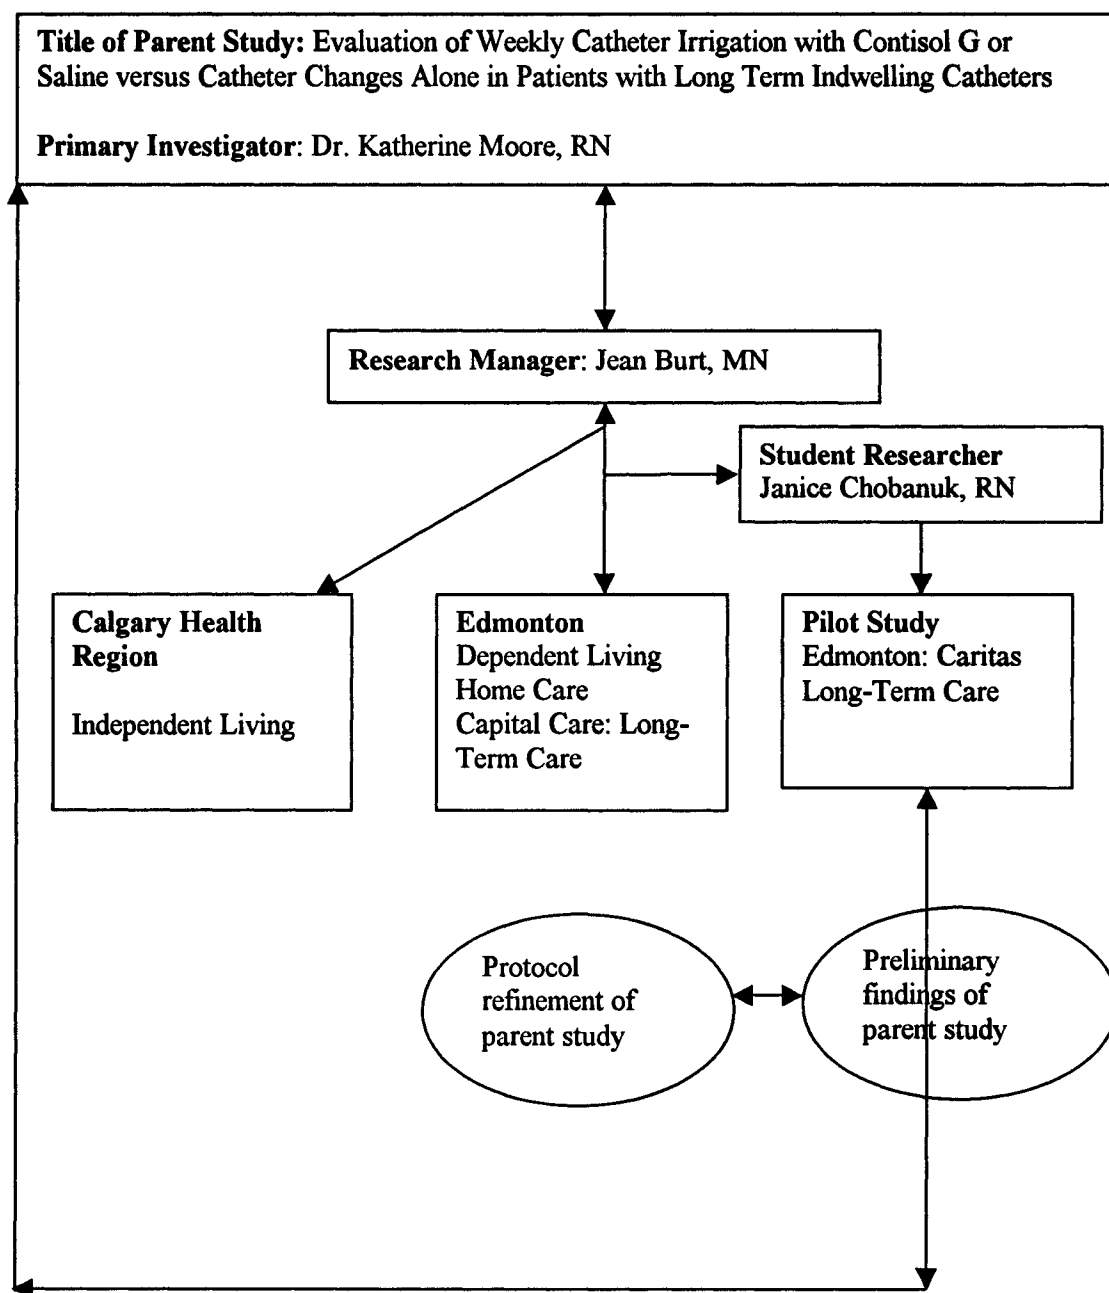 Title of Parent Study: Evaluation of Weekly Catheter Irrigation with Contisol G or
Saline versus Catheter Changes Alone in Patients with Long Term Indwelling Catheters
Primary Investigator: Dr. Katherine Moore, RN
Research Manager: Jean Burt, MN
Student Researcher
Janice Chobanuk, RN
Calgary Health
Region
Independent Living
Edmonton
Dependent Living
Home Care
Capital Care: Long-
Term Care
Pilot Study
Edmonton: Caritas
Long-Term Care
Protocol
refinement of
parent study
Preliminary
findings of
parent study